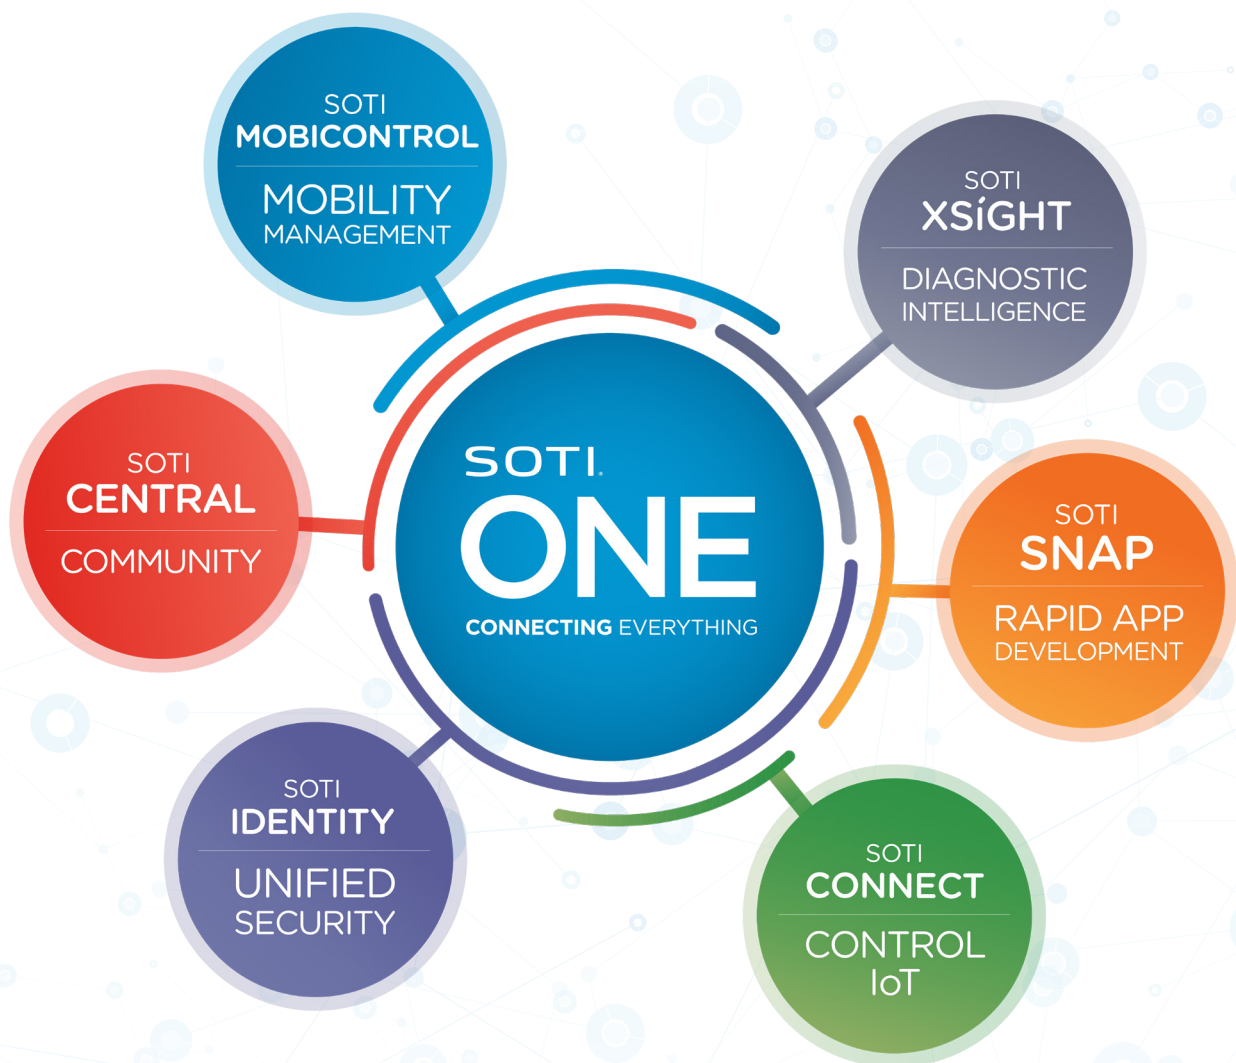 SOTI
MOBICONTROL
MOBILITY
MANAGEMENT
SOTI
XSíGHT
DIAGNOSTIC
INTELLIGENCE
SOTI
CENTRAL
COMMUNITY
SOTI.
ONE
CONNECTING EVERYTHING
SOTI
SNAP
RAPID APP
DEVELOPMENT
SOTI
IDENTITY
UNIFIED
SECURITY
SOTI
CONNECT
CONTROL
IoT